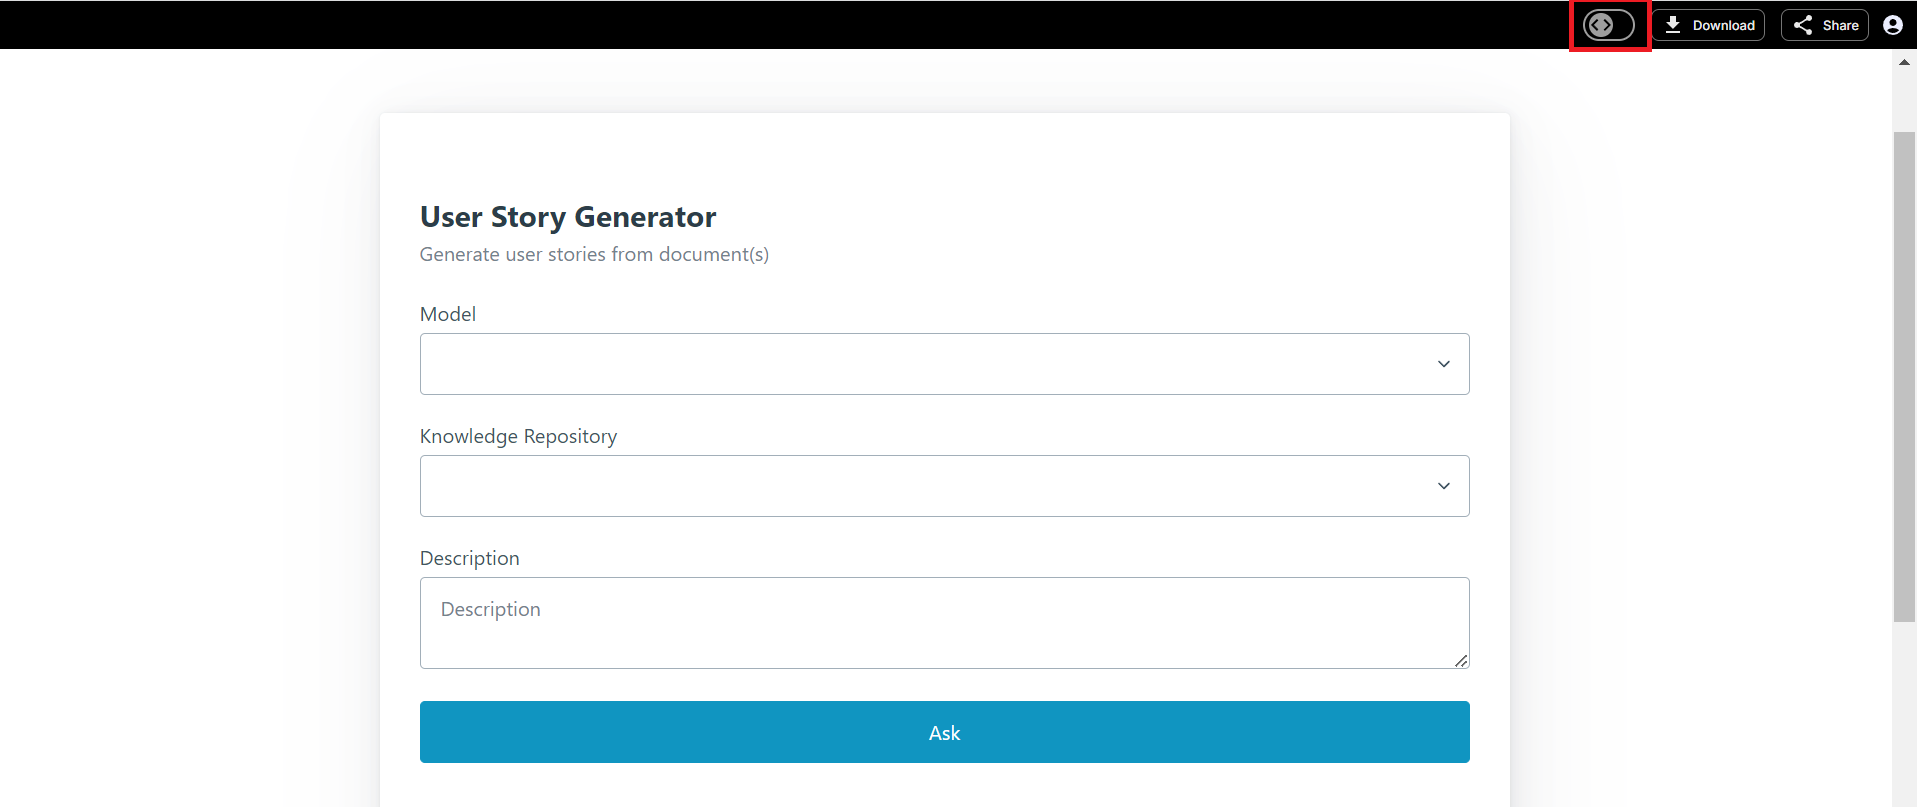 Download
Share
User Story Generator
Generate user stories from document(s)
Model
Knowledge Repository
Description
Description
Ask